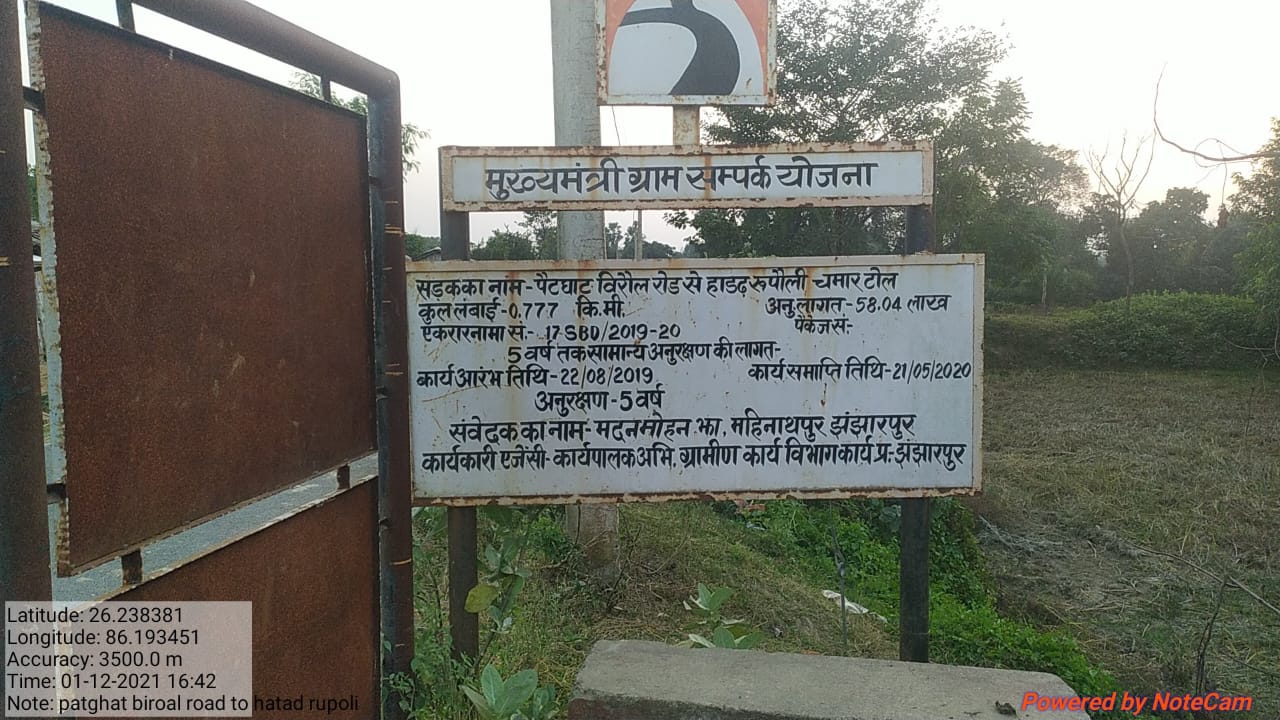 मुख्यमंत्री ग्राम सम्पर्क योजना
सड़क का नाम - पैटघाट विरौल रोड से हाडढ़ रुपौली चमार टोल
कुल लंबाई - 0.777 कि.मी. अनु. लागत - 58.04 लाख
एकरारनामा सं:- 17 SBD/2019-20 पैकेज सं:-
5 वर्ष तक सामान्य अनुरक्षण की लागत-
कार्य आरंभ तिथि - 22/08/2019 कार्य समाप्ति तिथि - 21/05/2020
अनुरक्षण - 5 वर्ष
संवेदक का नाम - मदन मोहन झा, महिनाथपुर झंझारपुर
कार्यकारी एजेंसी - कार्यपालक अभि. ग्रामीण कार्य विभाग कार्य प्र:- झंझारपुर
Latitude: 26.238381
Longitude: 86.193451
Accuracy: 3500.0 m
Time: 01-12-2021 16:42
Note: patghat biroal road to hatad rupoli
Powered by NoteCam